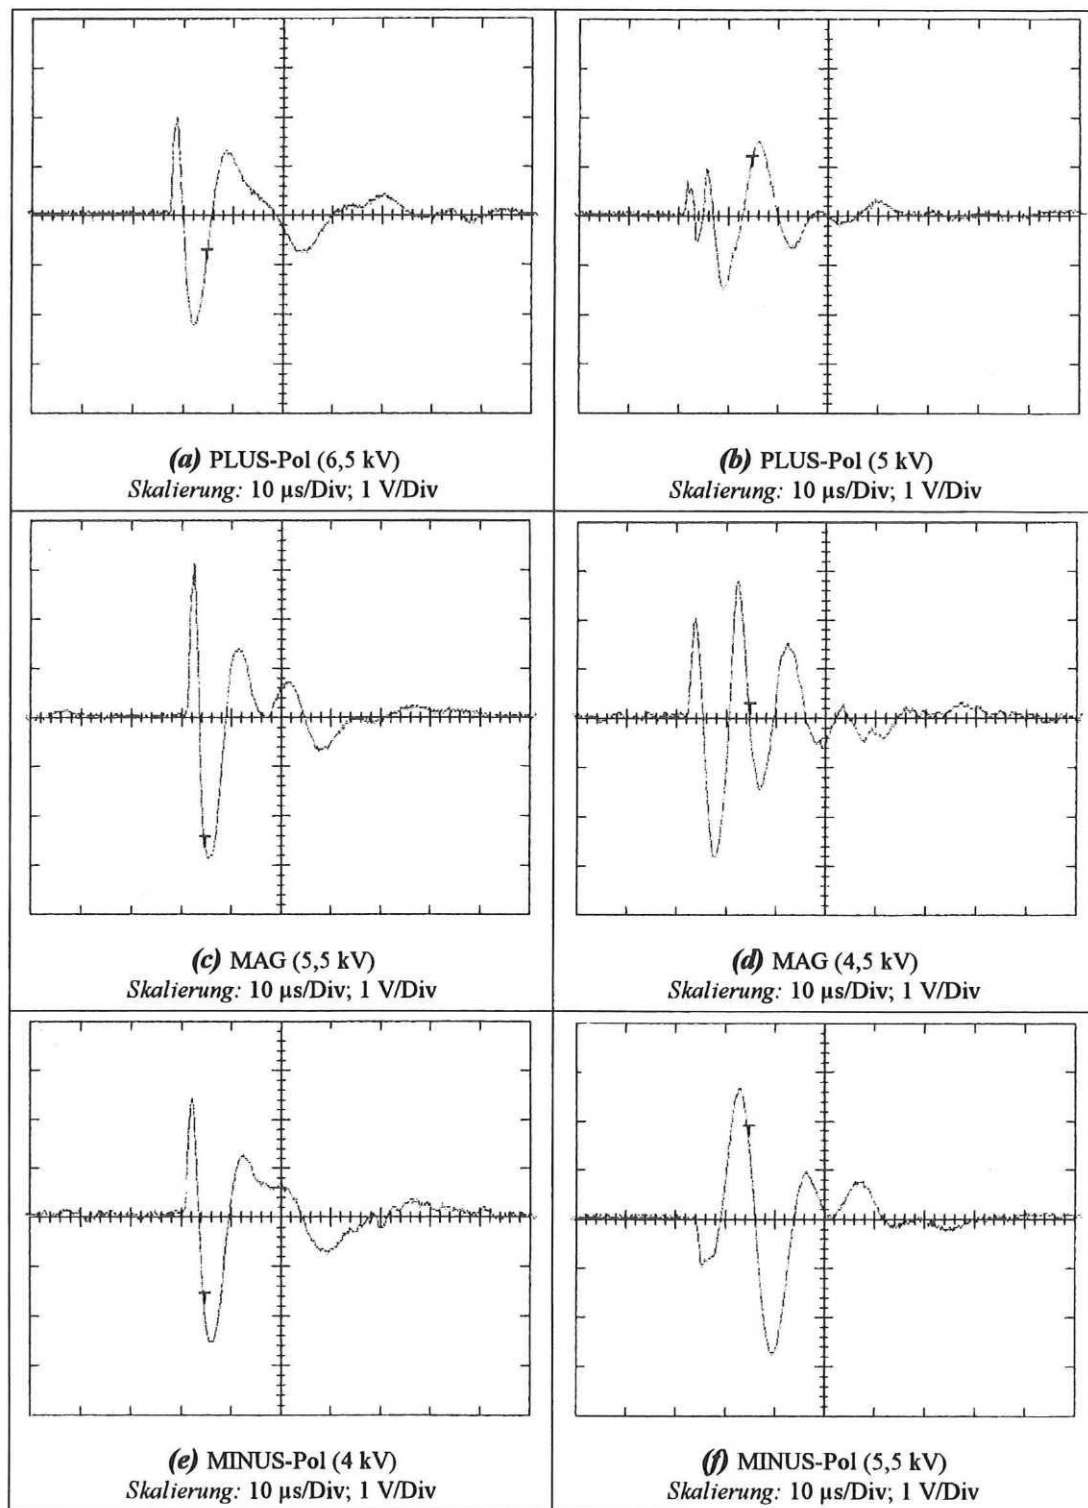 (a) PLUS-Pol (6,5 kV)
Skalierung: 10 µs/Div; 1 V/Div
(b) PLUS-Pol (5 kV)
Skalierung: 10 µs/Div; 1 V/Div
(c) MAG (5,5 kV)
Skalierung: 10 µs/Div; 1 V/Div
(d) MAG (4,5 kV)
Skalierung: 10 µs/Div; 1 V/Div
(e) MINUS-Pol (4 kV)
Skalierung: 10 µs/Div; 1 V/Div
(f) MINUS-Pol (5,5 kV)
Skalierung: 10 µs/Div; 1 V/Div